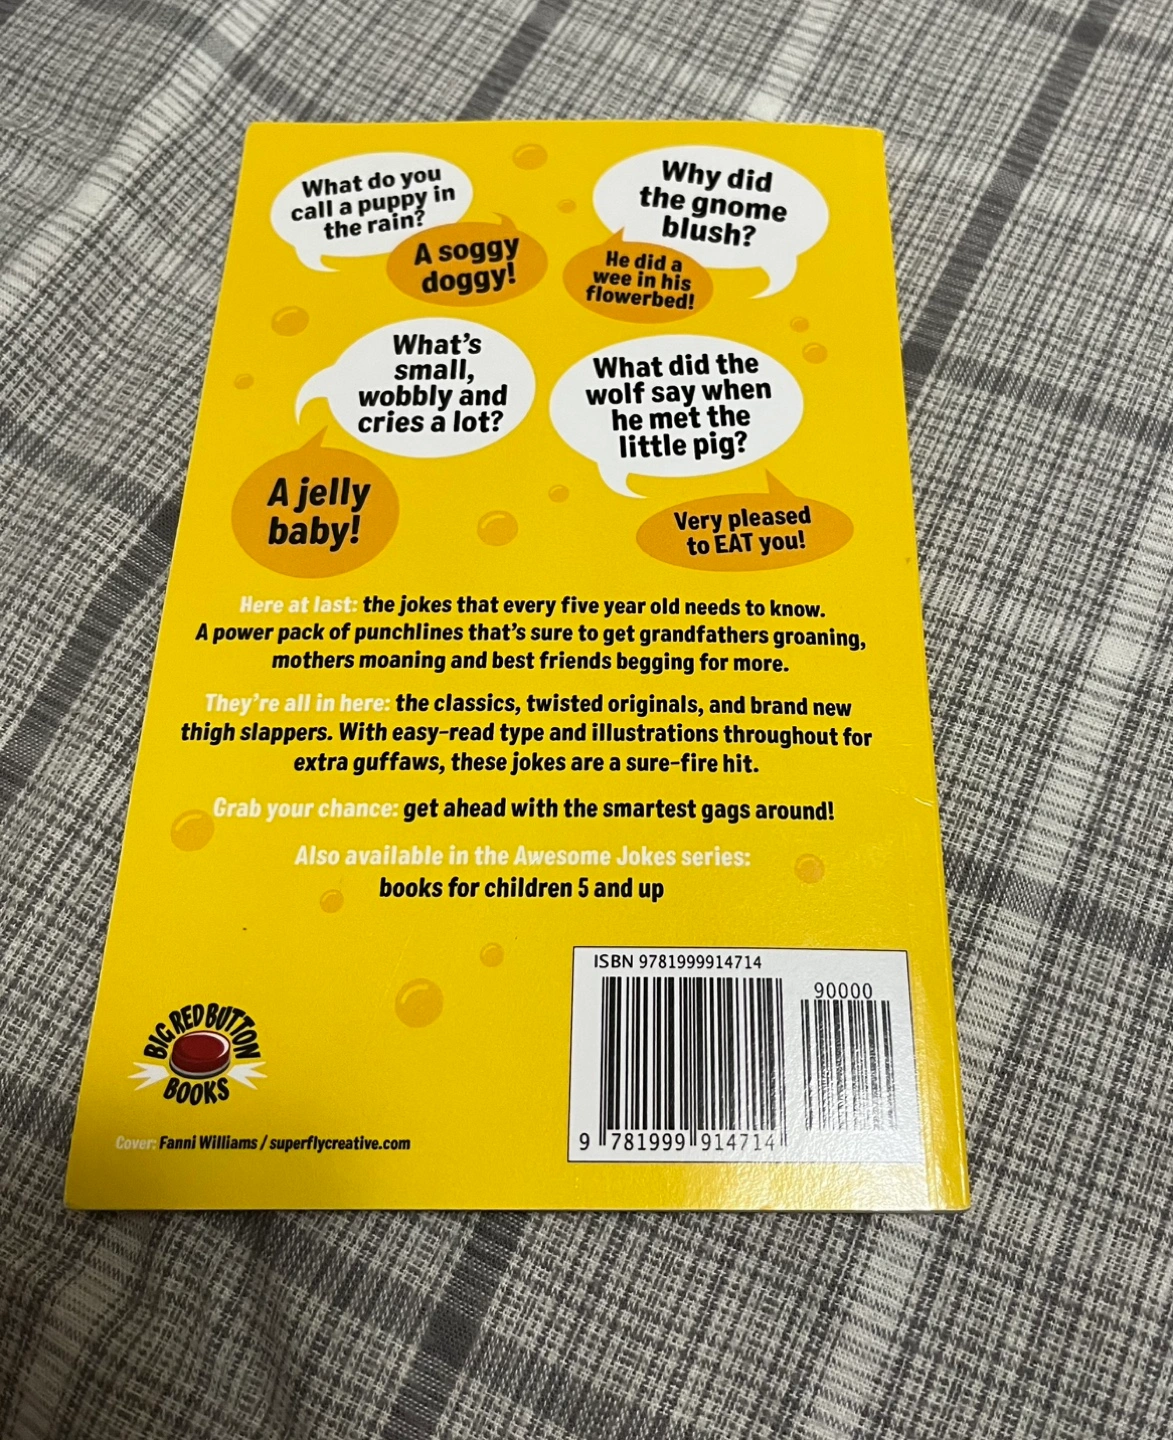 What do you
call a puppy in
the rain?
A soggy
doggy!
Why did
the gnome
blush?
He did a
wee in his
flowerbed!
What's
small,
wobbly and
cries a lot?
A jelly
baby!
What did the
wolf say when
he met the
little pig?
Very pleased
to EAT you!
Here at last: the jokes that every five year old needs to know.
A power pack of punchlines that's sure to get grandfathers groaning,
mothers moaning and best friends begging for more.
They're all in here: the classics, twisted originals, and brand new
thigh slappers. With easy-read type and illustrations throughout for
extra guffaws, these jokes are a sure-fire hit.
Grab your chance: get ahead with the smartest gags around!
Also available in the Awesome Jokes series:
books for children 5 and up
BIG RED BUTTON
BOOKS
Cover: Fanni Williams / superflycreative.com
ISBN 9781999914714
90000
9 781999 914714